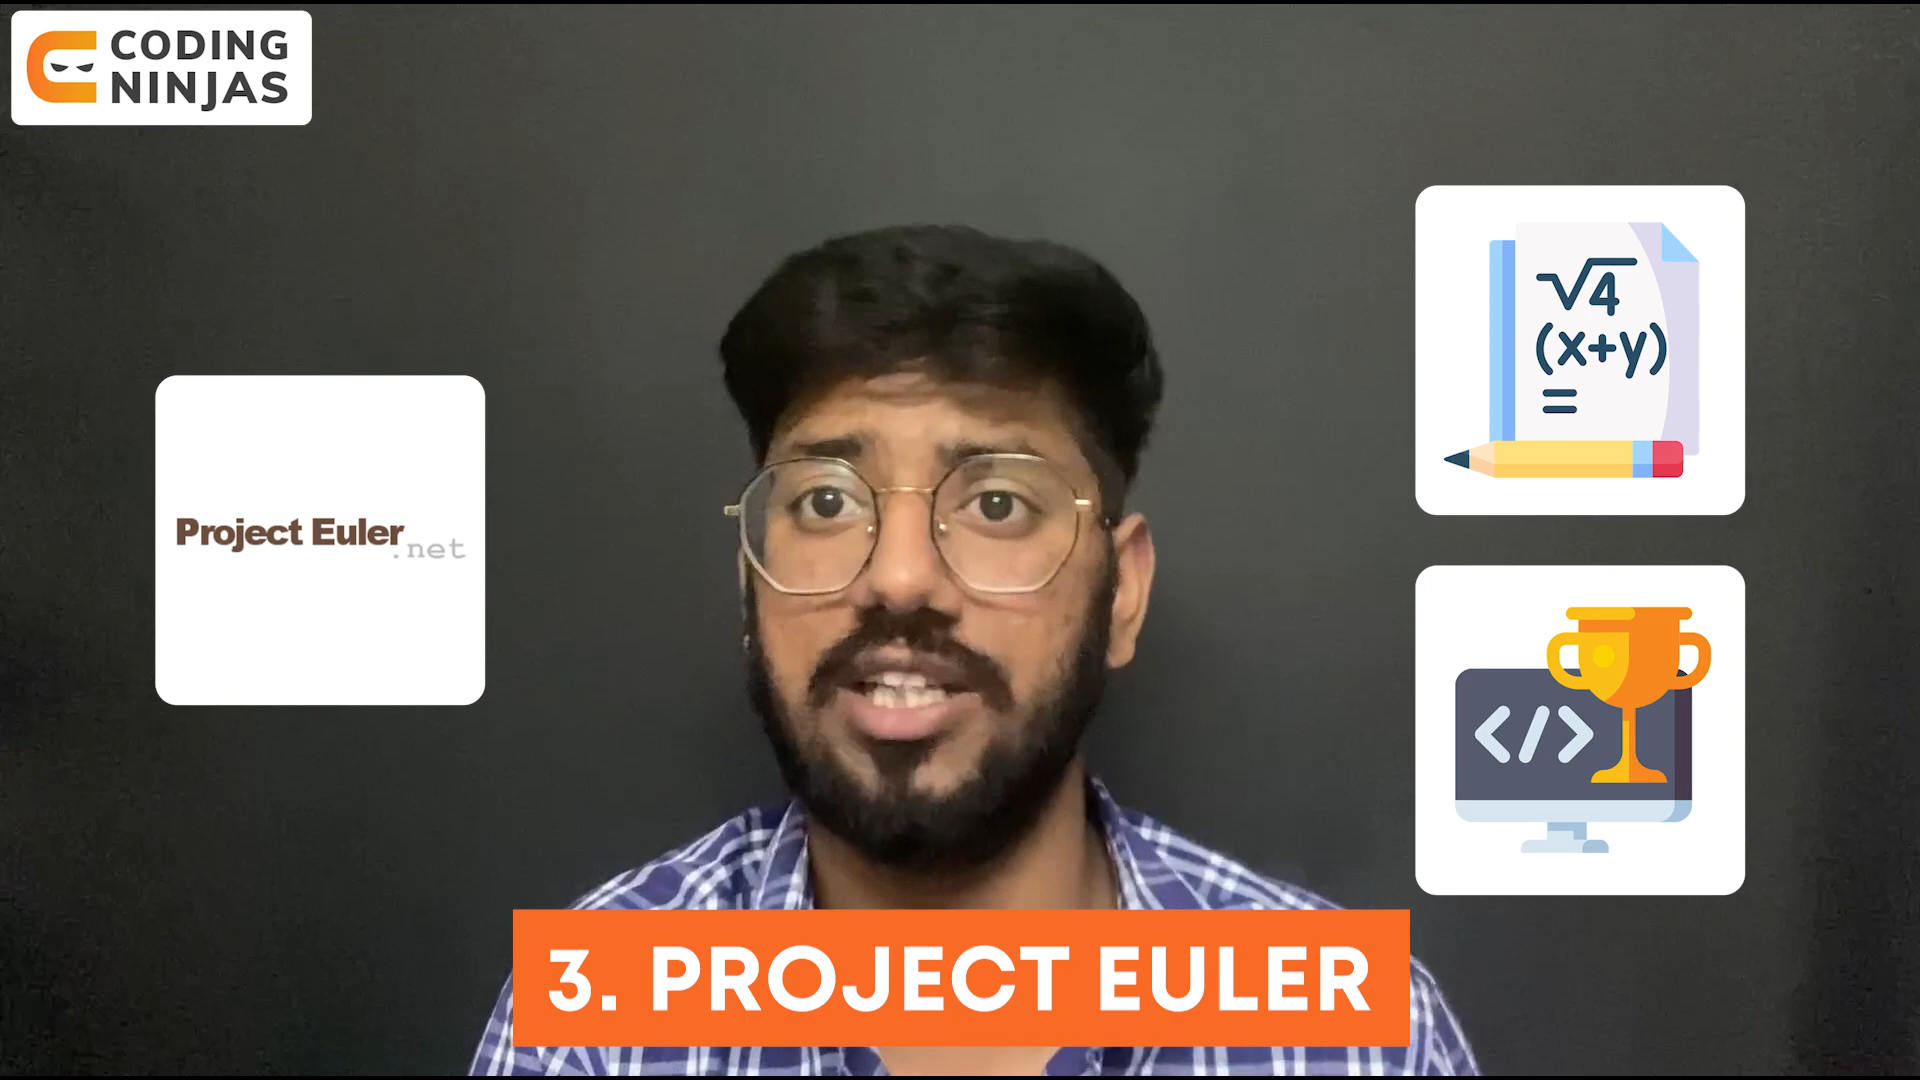 CODING
NINJAS
Project Euler
.net
√4
(x+y)
=
</>
3. PROJECT EULER